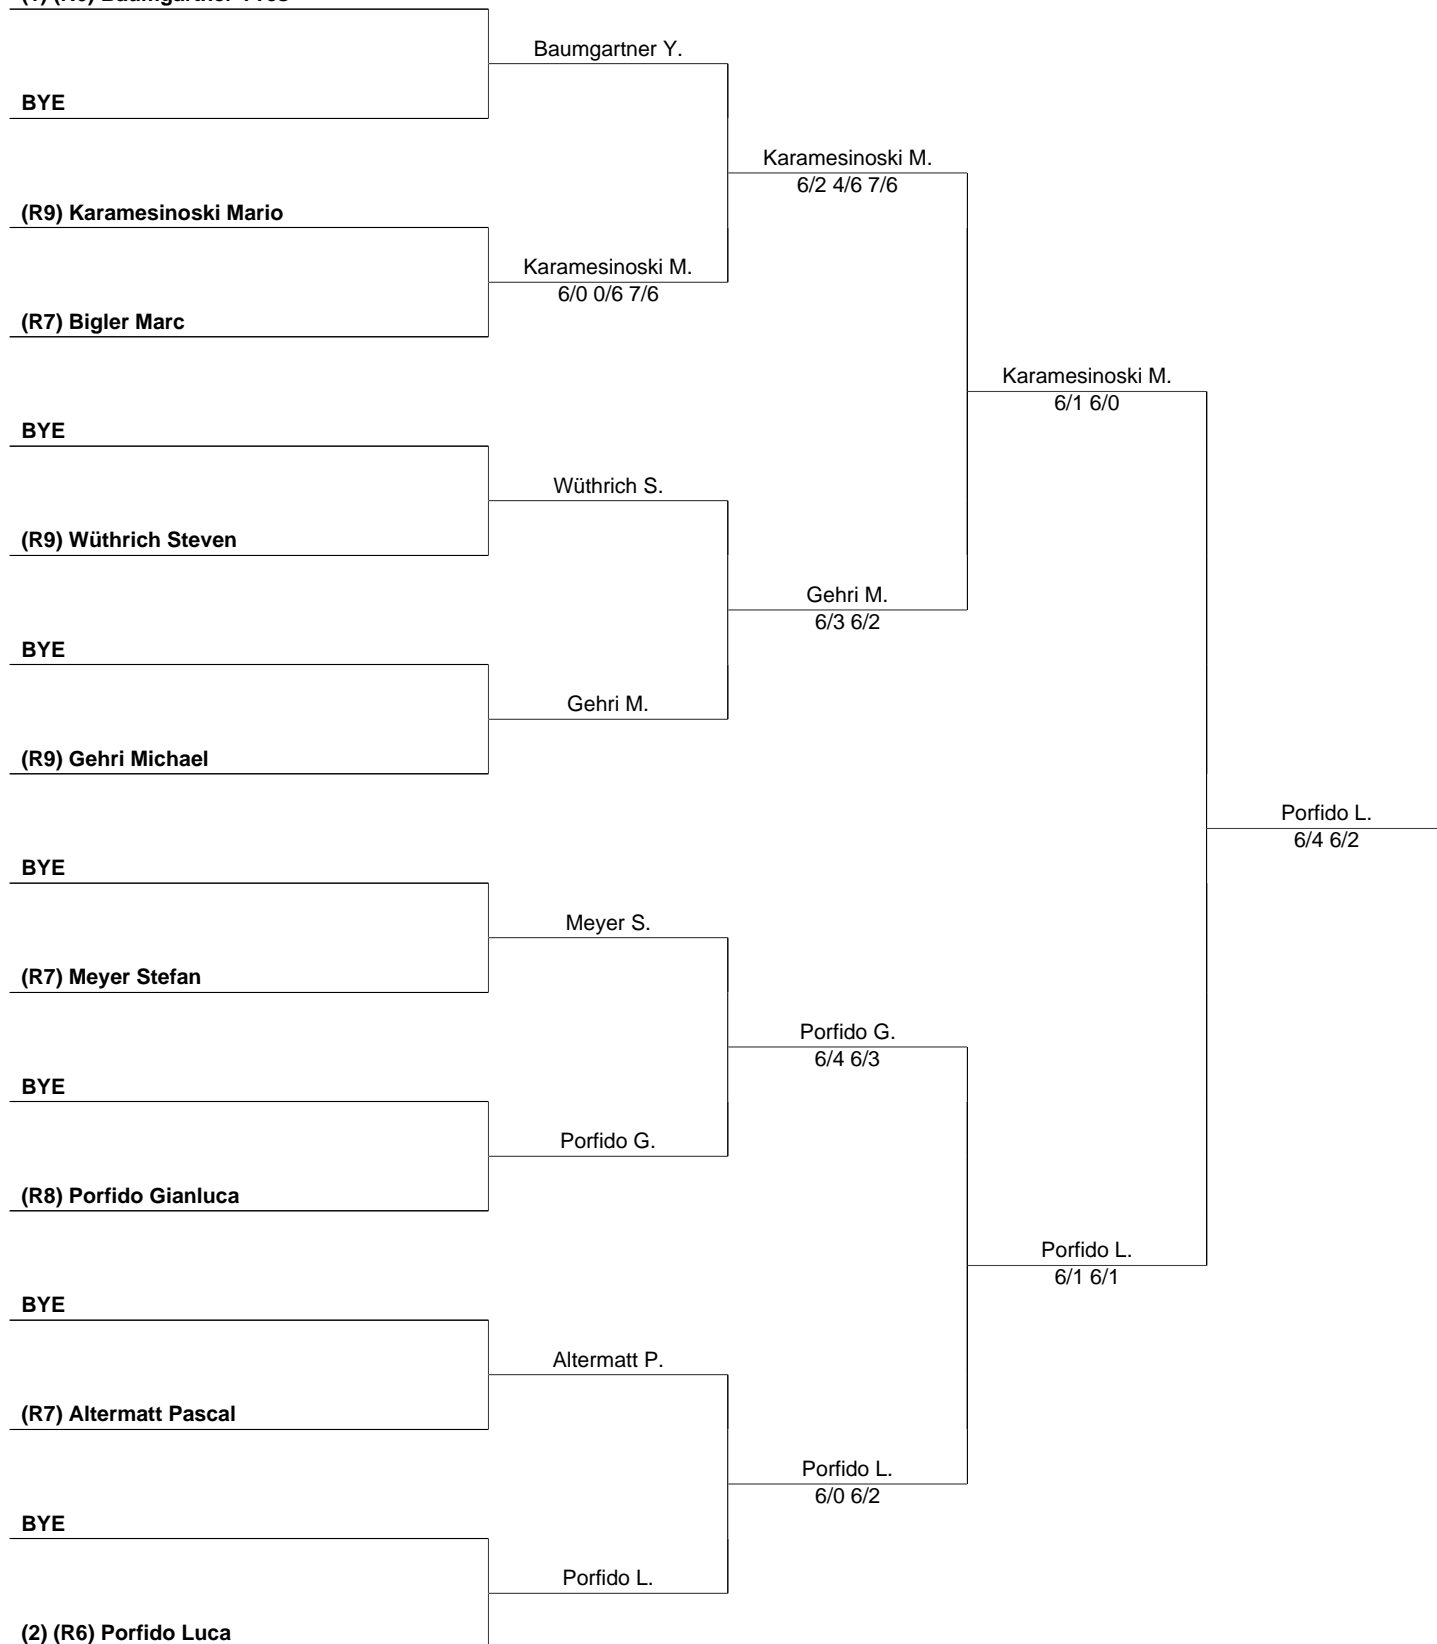 Baumgartner Yves
Baumgartner Y.
BYE
Karamesinoski M.
6/2 4/6 7/6
(R9) Karamesinoski Mario
Karamesinoski M.
6/0 0/6 7/6
(R7) Bigler Marc
Karamesinoski M.
6/1 6/0
BYE
Wüthrich S.
(R9) Wüthrich Steven
Gehri M.
6/3 6/2
BYE
Gehri M.
(R9) Gehri Michael
Porfido L.
6/4 6/2
BYE
Meyer S.
(R7) Meyer Stefan
Porfido G.
6/4 6/3
BYE
Porfido G.
(R8) Porfido Gianluca
Porfido L.
6/1 6/1
BYE
Altermatt P.
(R7) Altermatt Pascal
Porfido L.
6/0 6/2
BYE
Porfido L.
(2) (R6) Porfido Luca